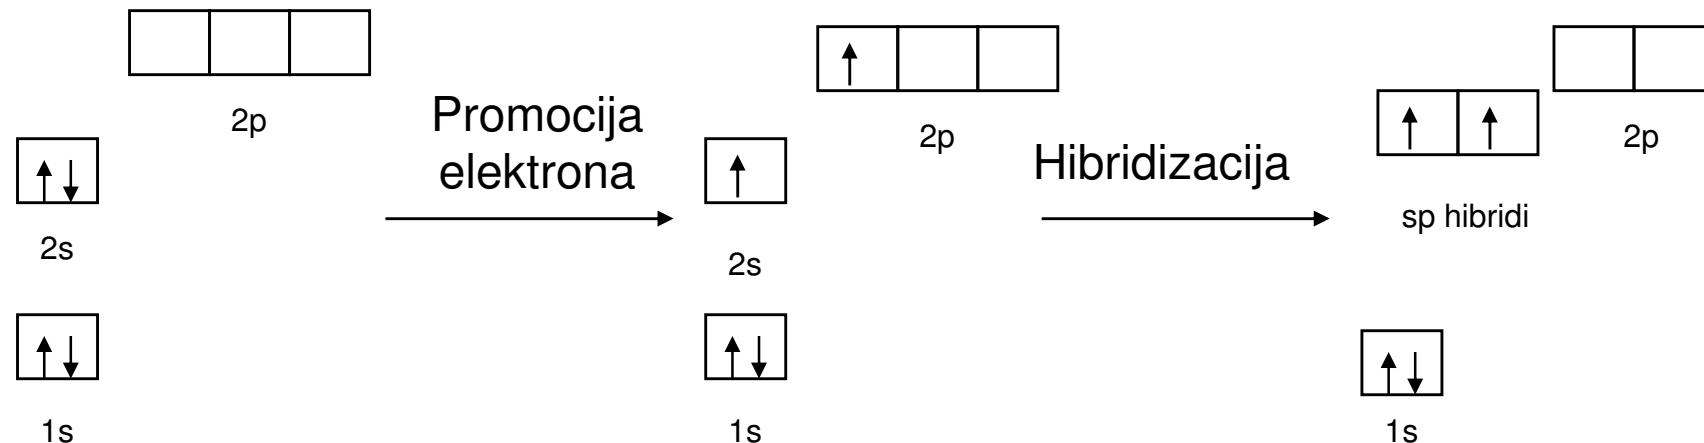 2p
2s
1s
Promocija
elektrona
2p
2s
1s
Hibridizacija
2p
sp hibridi
1s